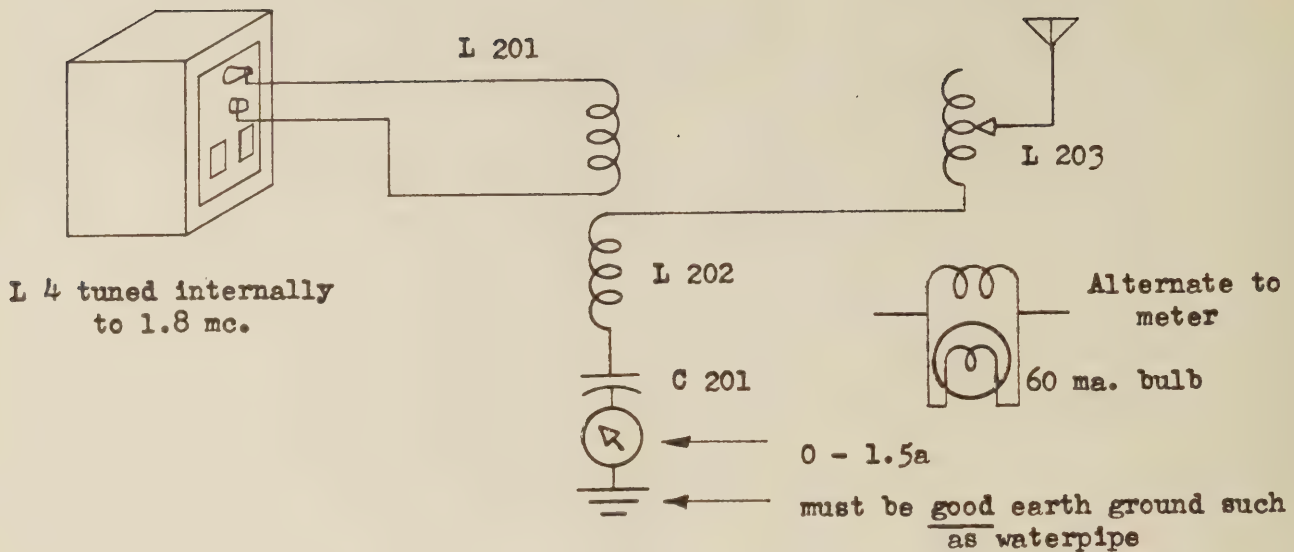 L 201
L 203
L 4 tuned internally
to 1.8 mc.
L 202
Alternate to
meter
C 201
60 ma. bulb
0 - 1.5a
must be good earth ground such
as waterpipe